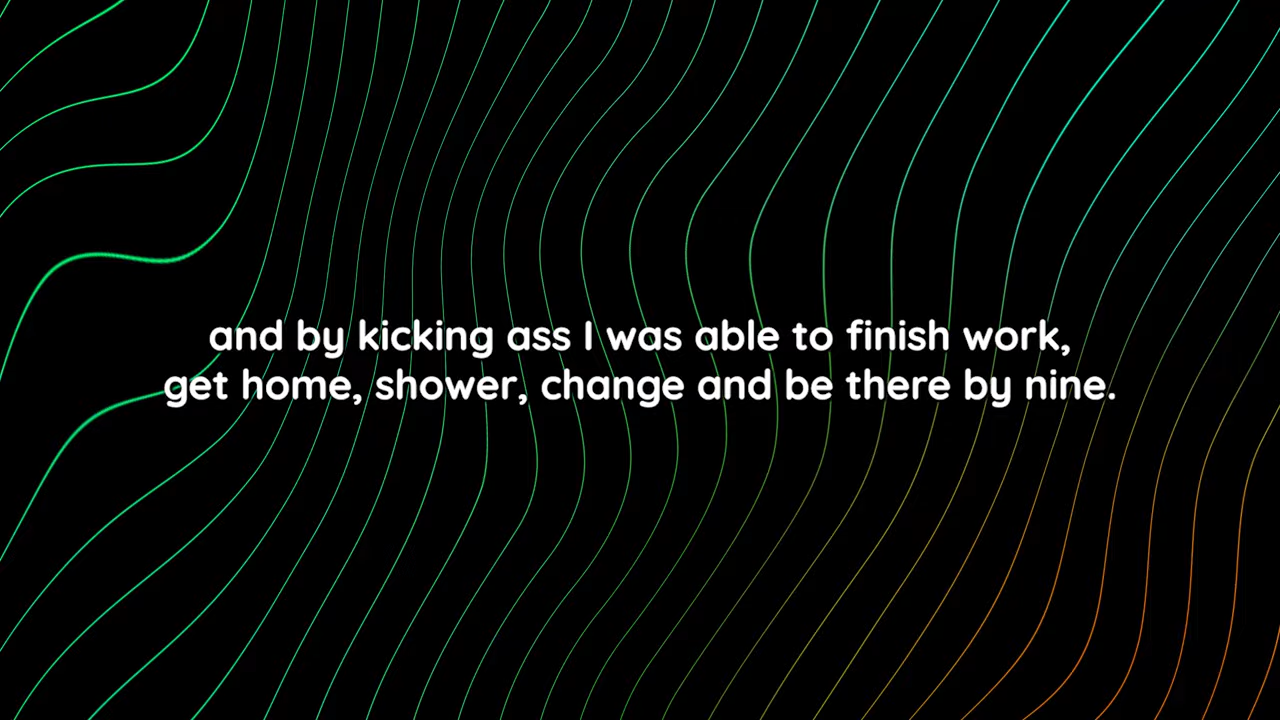 and by kicking ass I was able to finish work,
get home, shower, change and be there by nine.